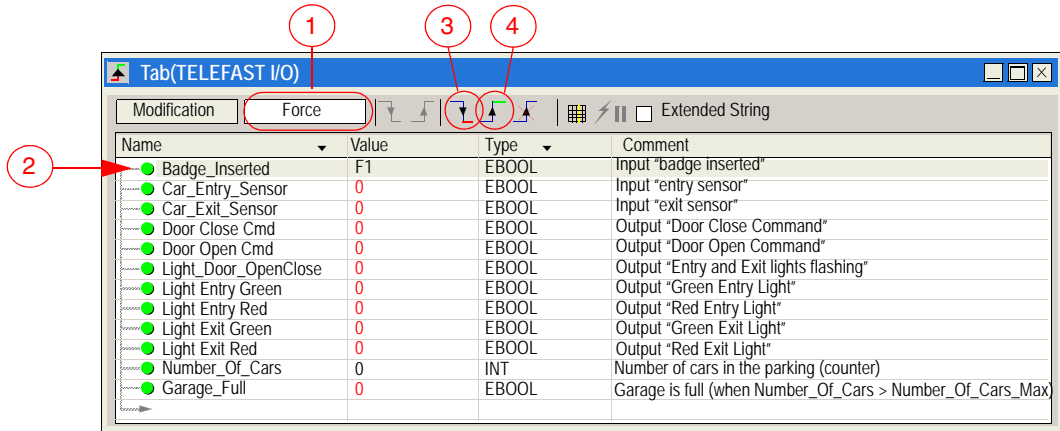 1
3 4
Tab(TELEFAST I/O)
Modification Force Extended String
Name Value Type Comment
2
Badge_Inserted F1 EBOOL Input "badge inserted"
Car_Entry_Sensor 0 EBOOL Input "entry sensor"
Car_Exit_Sensor 0 EBOOL Input "exit sensor"
Door Close Cmd 0 EBOOL Output "Door Close Command"
Door Open Cmd 0 EBOOL Output "Door Open Command"
Light_Door_OpenClose 0 EBOOL Output "Entry and Exit lights flashing"
Light Entry Green 0 EBOOL Output "Green Entry Light"
Light Entry Red 0 EBOOL Output "Red Entry Light"
Light Exit Green 0 EBOOL Output "Green Exit Light"
Light Exit Red 0 EBOOL Output "Red Exit Light"
Number_Of_Cars 0 INT Number of cars in the parking (counter)
Garage_Full 0 EBOOL Garage is full (when Number_Of_Cars > Number_Of_Cars_Max)